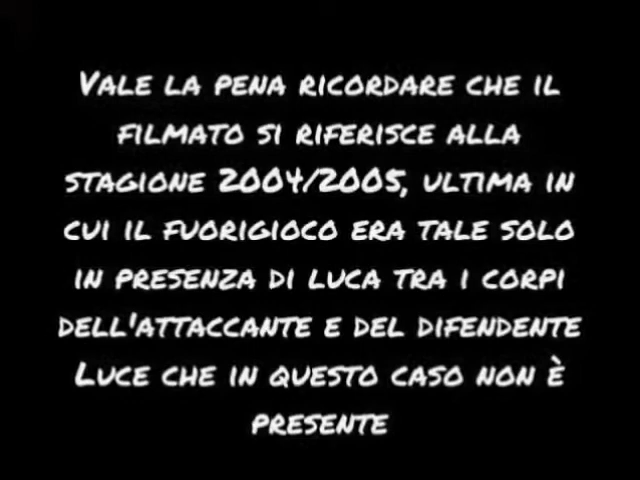 Vale la pena ricordare che il
filmato si riferisce alla
stagione 2004/2005, ultima in
cui il fuorigioco era tale solo
in presenza di luca tra i corpi
dell'attaccante e del difendente
Luce che in questo caso non è
presente